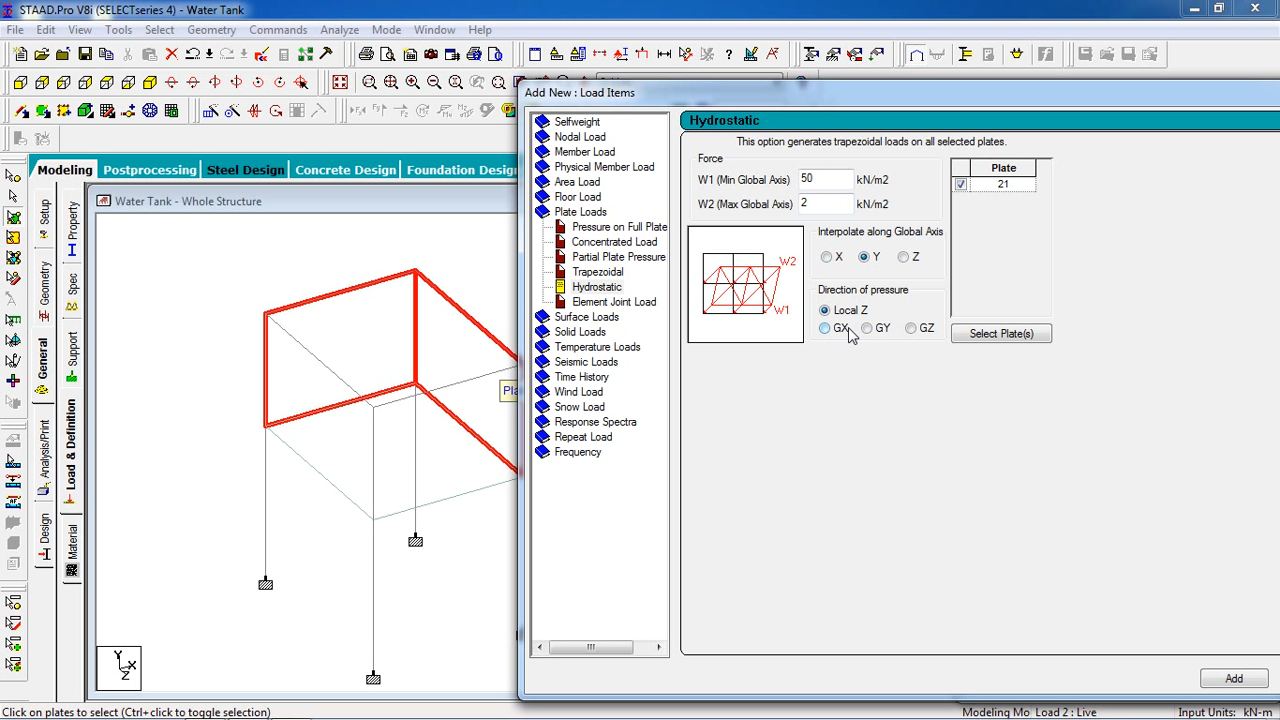 STAAD.Pro V8i (SELECTseries 4) - Water Tank
File Edit View Tools Select Geometry Commands Analyze Mode Window Help
Add New : Load Items
Modeling Postprocessing Steel Design Concrete Design Foundation Design
Water Tank - Whole Structure
Setup
Geometry
General
Analysis/Print
Design
Property
Spec
Support
Load & Definition
Material
Y
X
Z
Selfweight
Nodal Load
Member Load
Physical Member Load
Area Load
Floor Load
Plate Loads
Pressure on Full Plate
Concentrated Load
Partial Plate Pressure
Trapezoidal
Hydrostatic
Element Joint Load
Surface Loads
Solid Loads
Temperature Loads
Seismic Loads
Time History
Wind Load
Snow Load
Response Spectra
Repeat Load
Frequency
Hydrostatic
This option generates trapezoidal loads on all selected plates.
Force
W1 (Min Global Axis) 50 kN/m2
W2 (Max Global Axis) 2 kN/m2
W2
W1
Interpolate along Global Axis
X Y Z
Direction of pressure
Local Z
GX GY GZ
Plate
21
Select Plate(s)
Add
Click on plates to select (Ctrl+click to toggle selection)
Modeling Mo Load 2 : Live Input Units: kN-m